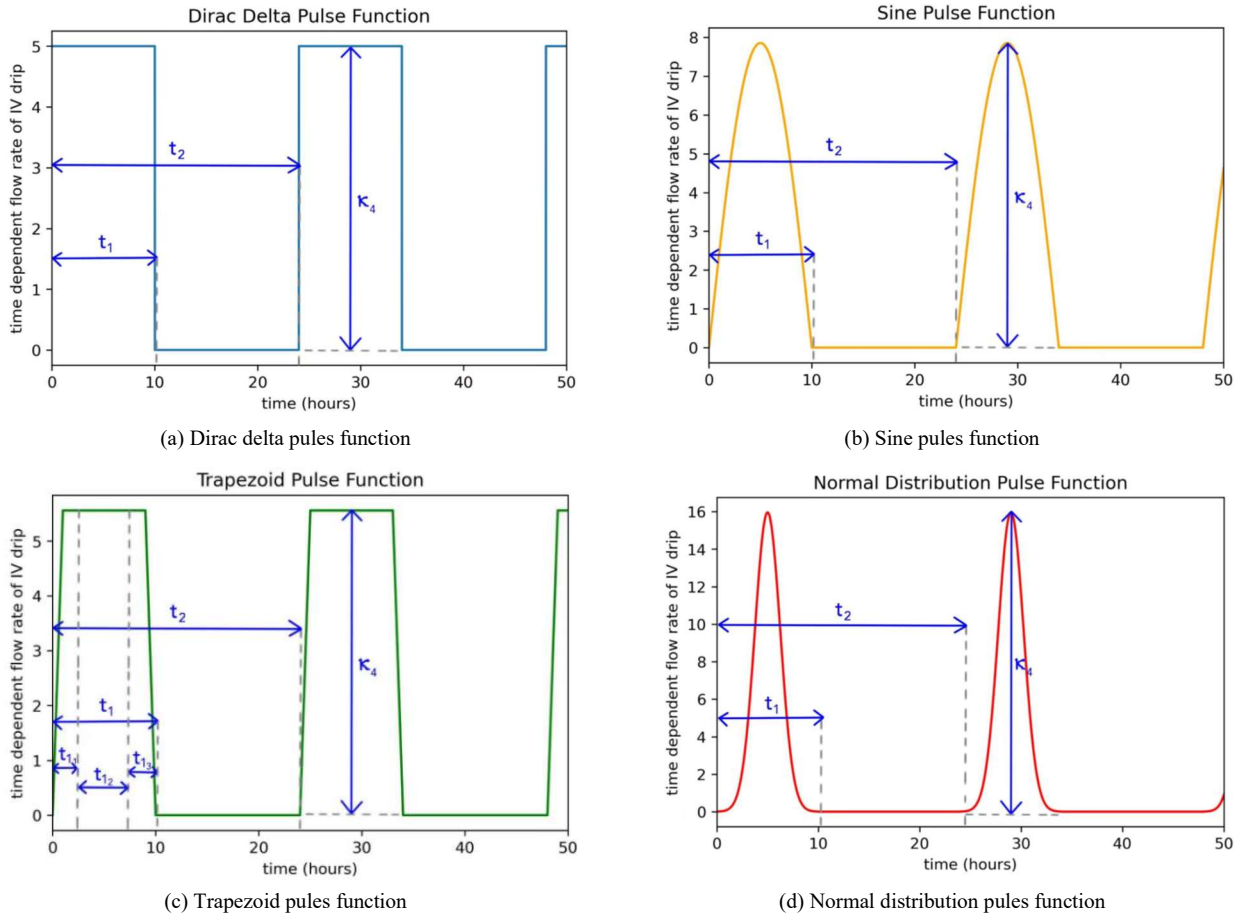 Dirac Delta Pulse Function
time dependent flow rate of IV drip
5
4
3
2
1
0
t₂
t₁
κ₄
0 10 20 30 40 50
time (hours)
(a) Dirac delta pules function
Sine Pulse Function
time dependent flow rate of IV drip
8
7
6
5
4
3
2
1
0
t₂
t₁
κ₄
0 10 20 30 40 50
time (hours)
(b) Sine pules function
Trapezoid Pulse Function
time dependent flow rate of IV drip
5
4
3
2
1
0
t₂
κ₄
t₁
t₁₁
t₁₂
t₁₃
0 10 20 30 40 50
time (hours)
(c) Trapezoid pules function
Normal Distribution Pulse Function
time dependent flow rate of IV drip
16
14
12
10
8
6
4
2
0
t₂
t₁
κ₄
0 10 20 30 40 50
time (hours)
(d) Normal distribution pules function